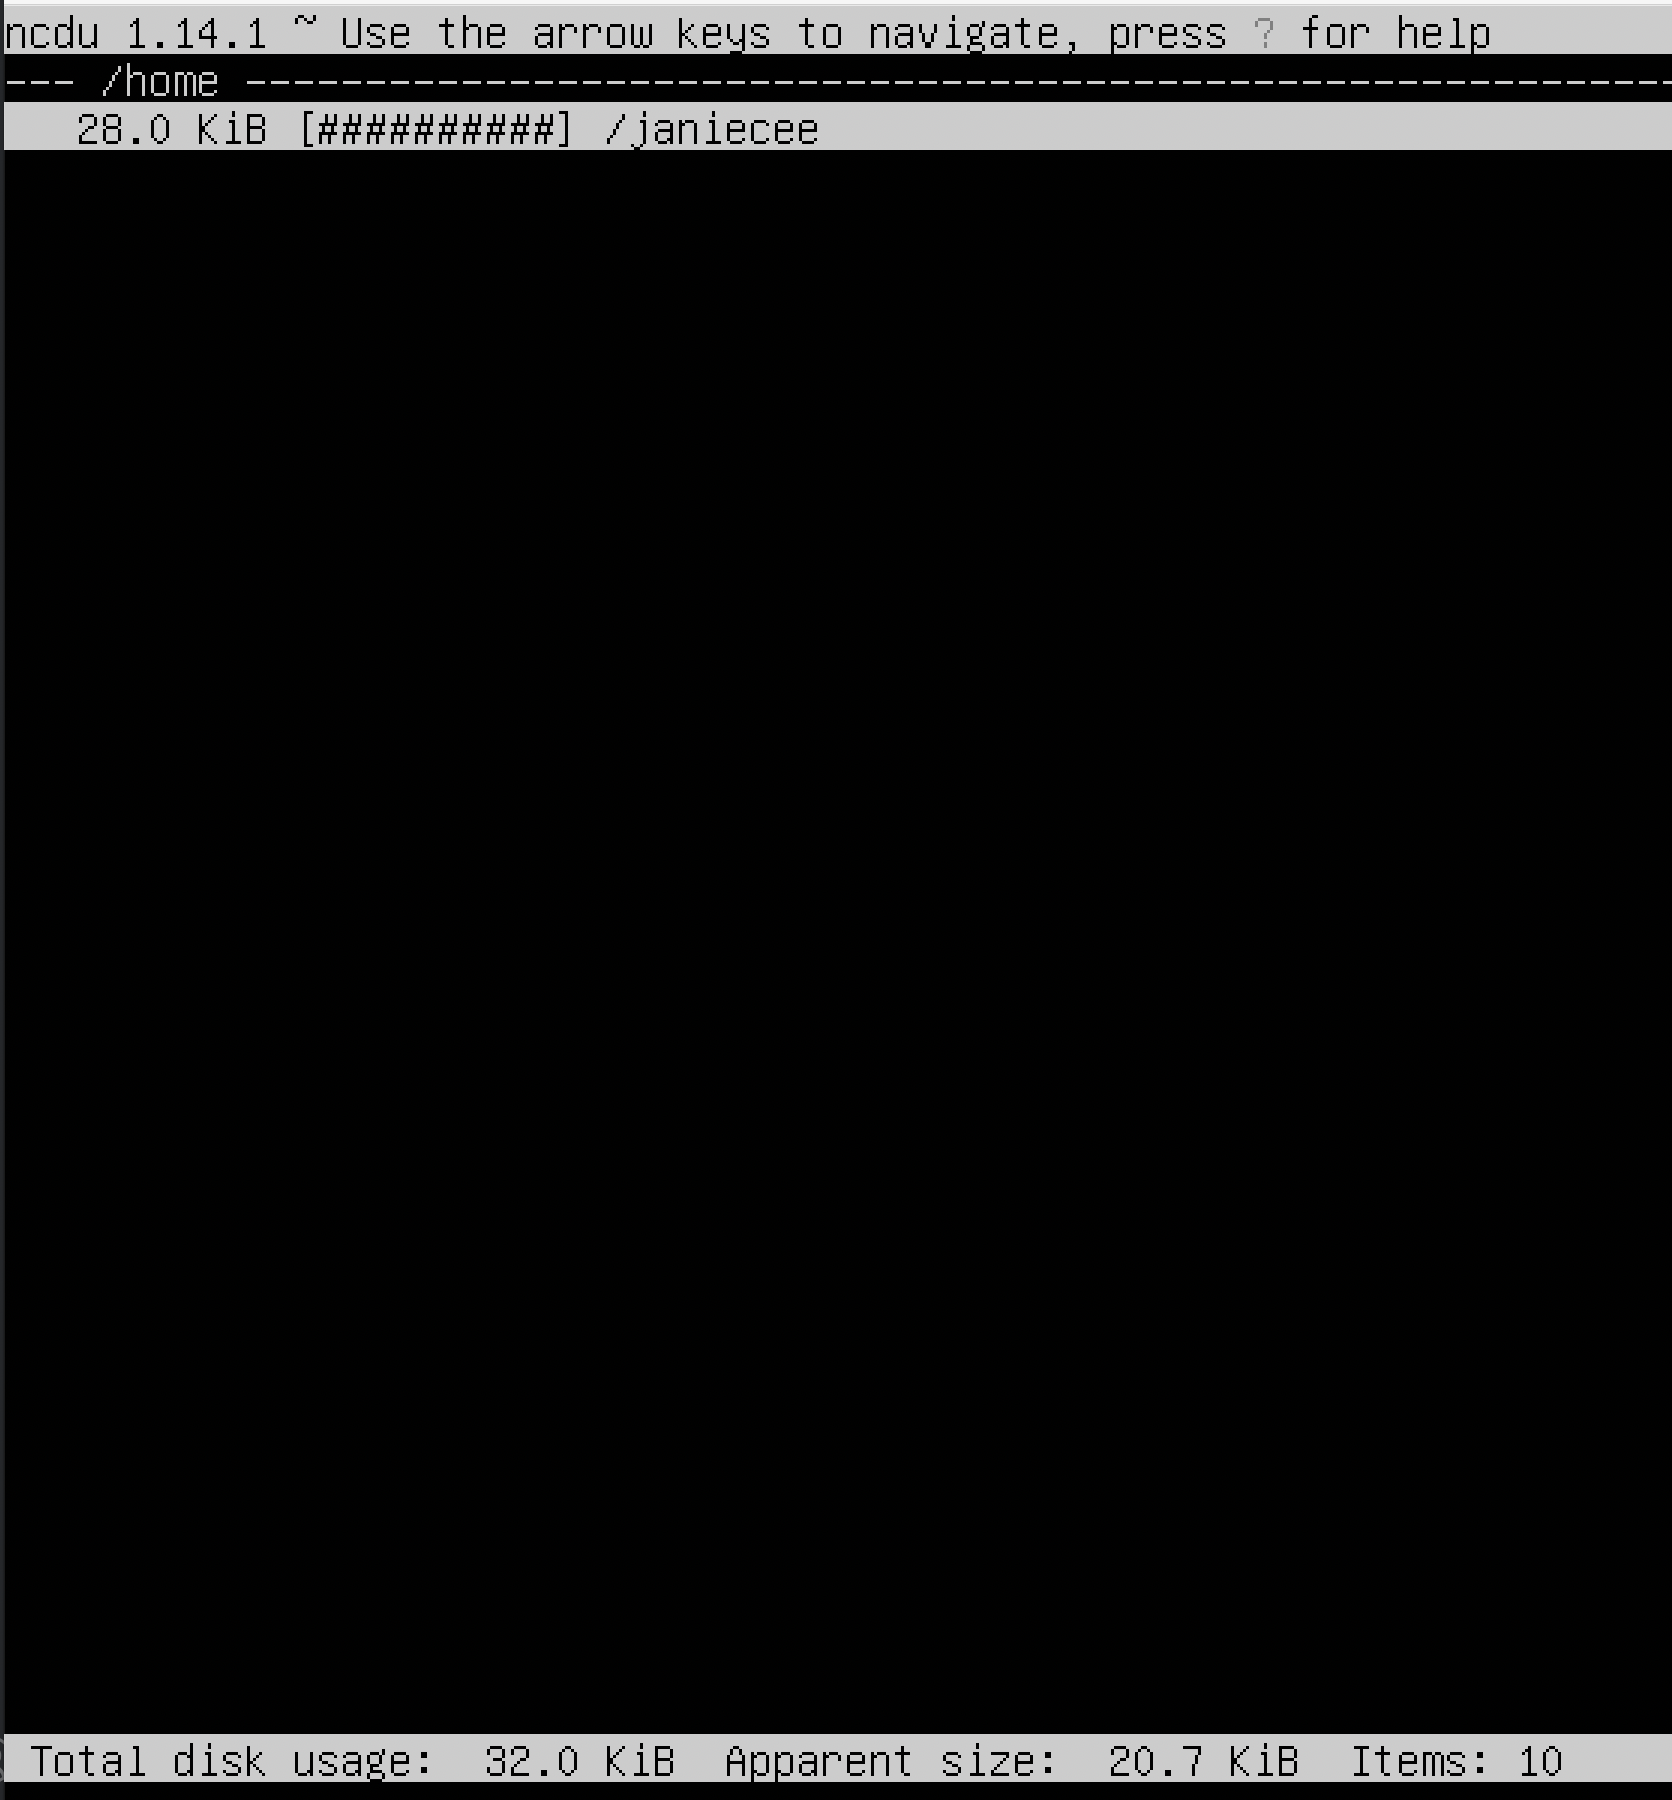 ncdu 1.14.1 ~ Use the arrow keys to navigate, press ? for help
--- /home ------------------------------------------------------------
28.0 KiB [##########] /janiecee
Total disk usage:  32.0 KiB  Apparent size:  20.7 KiB  Items: 10